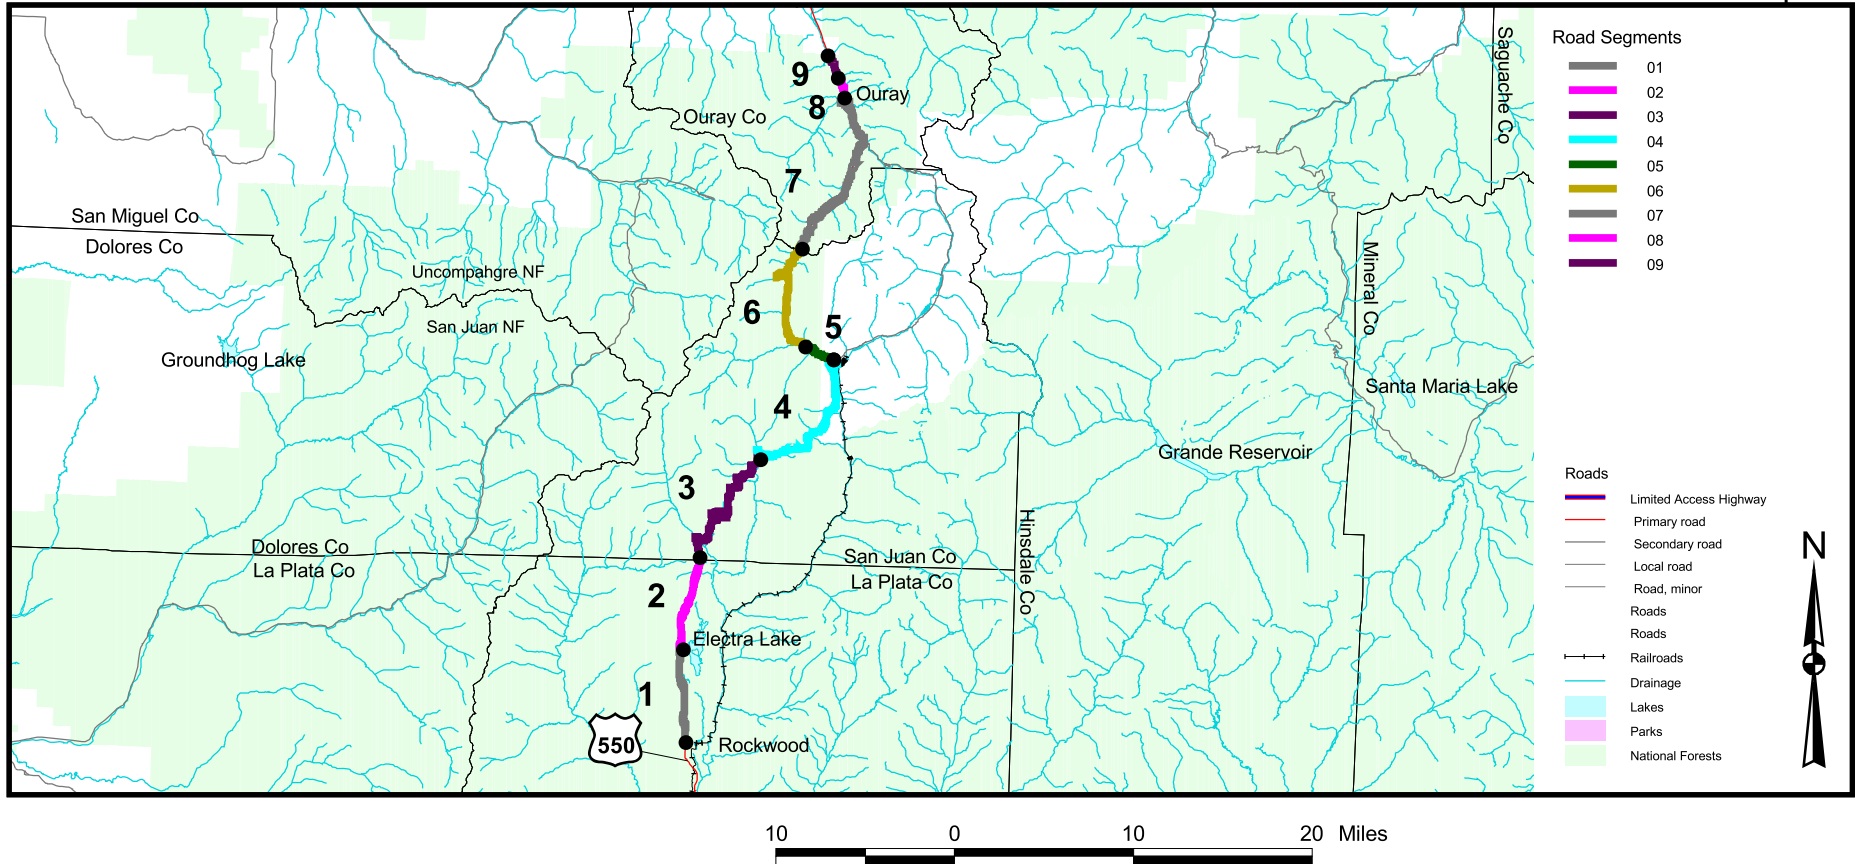 Road Segments
01
02
03
04
05
06
07
08
09
9
8
Ouray
Ouray Co
7
Saguache Co
San Miguel Co
Dolores Co
Uncompahgre NF
San Juan NF
Groundhog Lake
6
5
Mineral Co
Santa Maria Lake
4
Grande Reservoir
3
Hinsdale Co
Dolores Co
La Plata Co
San Juan Co
La Plata Co
2
Electra Lake
1
550
Rockwood
Roads
Limited Access Highway
Primary road
Secondary road
Local road
Road, minor
Roads
Roads
Railroads
Drainage
Lakes
Parks
National Forests
N
10 0 10 20 Miles